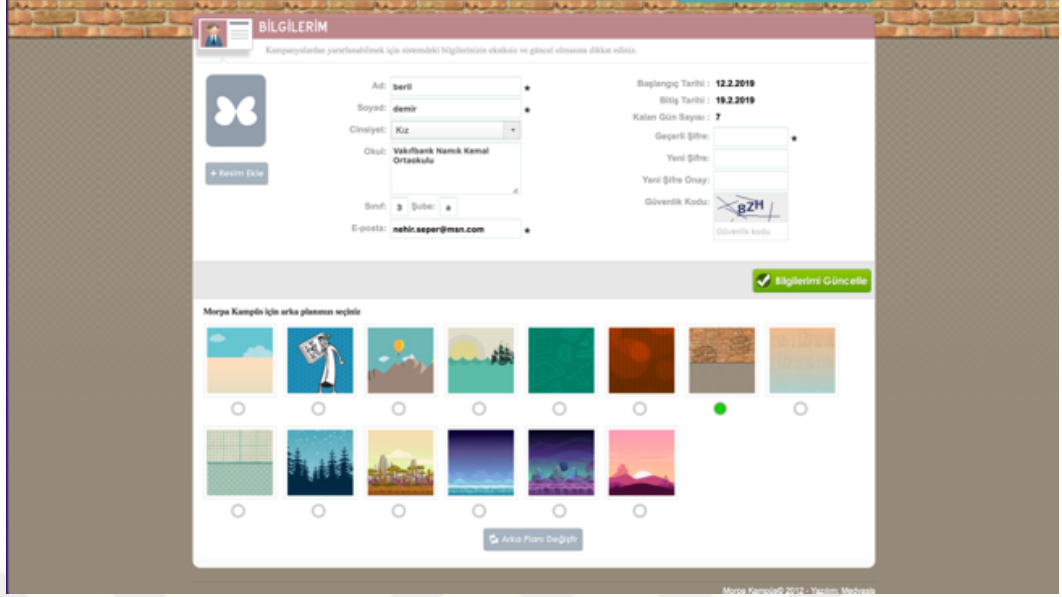 BİLGİLERİM
Kampanyalardan yararlanabilmek için sistemdeki bilgilerinizin eksiksiz ve güncel olmasına dikkat ediniz.
+ Resim Ekle
Ad: beril *
Soyad: demir *
Cinsiyet: Kız
Okul: Vakıfbank Namık Kemal
Ortaokulu
Sınıf: 3 Şube: a
E-posta: nehir.seper@msn.com *
Başlangıç Tarihi : 12.2.2019
Bitiş Tarihi : 19.2.2019
Kalan Gün Sayısı : 7
Geçerli Şifre: *
Yeni Şifre:
Yeni Şifre Onay:
Güvenlik Kodu: 8ZH
Güvenlik kodu
Bilgilerimi Güncelle
Morpa Kampüs için arka planınızı seçiniz
Arka Planı Değiştir
Morpa Kampüs© 2012 - Yazılım: Medyasis